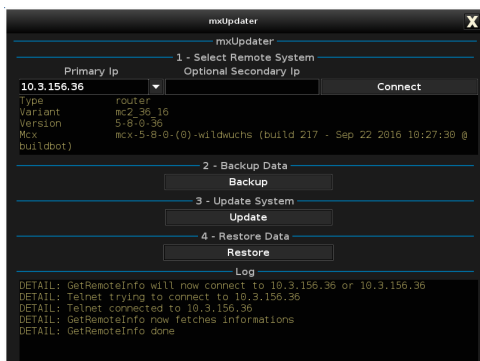 mxUpdater
X
mxUpdater
1 - Select Remote System
Primary Ip Optional Secondary Ip
10.3.156.36 Connect
Type router
Variant mc2_36_16
Version 5-8-0-36
Mcx mcx-5-8-0-(0)-wildwuchs (build 217 - Sep 22 2016 10:27:30 @
buildbot)
2 - Backup Data
Backup
3 - Update System
Update
4 - Restore Data
Restore
Log
DETAIL: GetRemoteInfo will now connect to 10.3.156.36 or 10.3.156.36
DETAIL: Telnet trying to connect to 10.3.156.36
DETAIL: Telnet connected to 10.3.156.36
DETAIL: GetRemoteInfo now fetches informations
DETAIL: GetRemoteInfo done